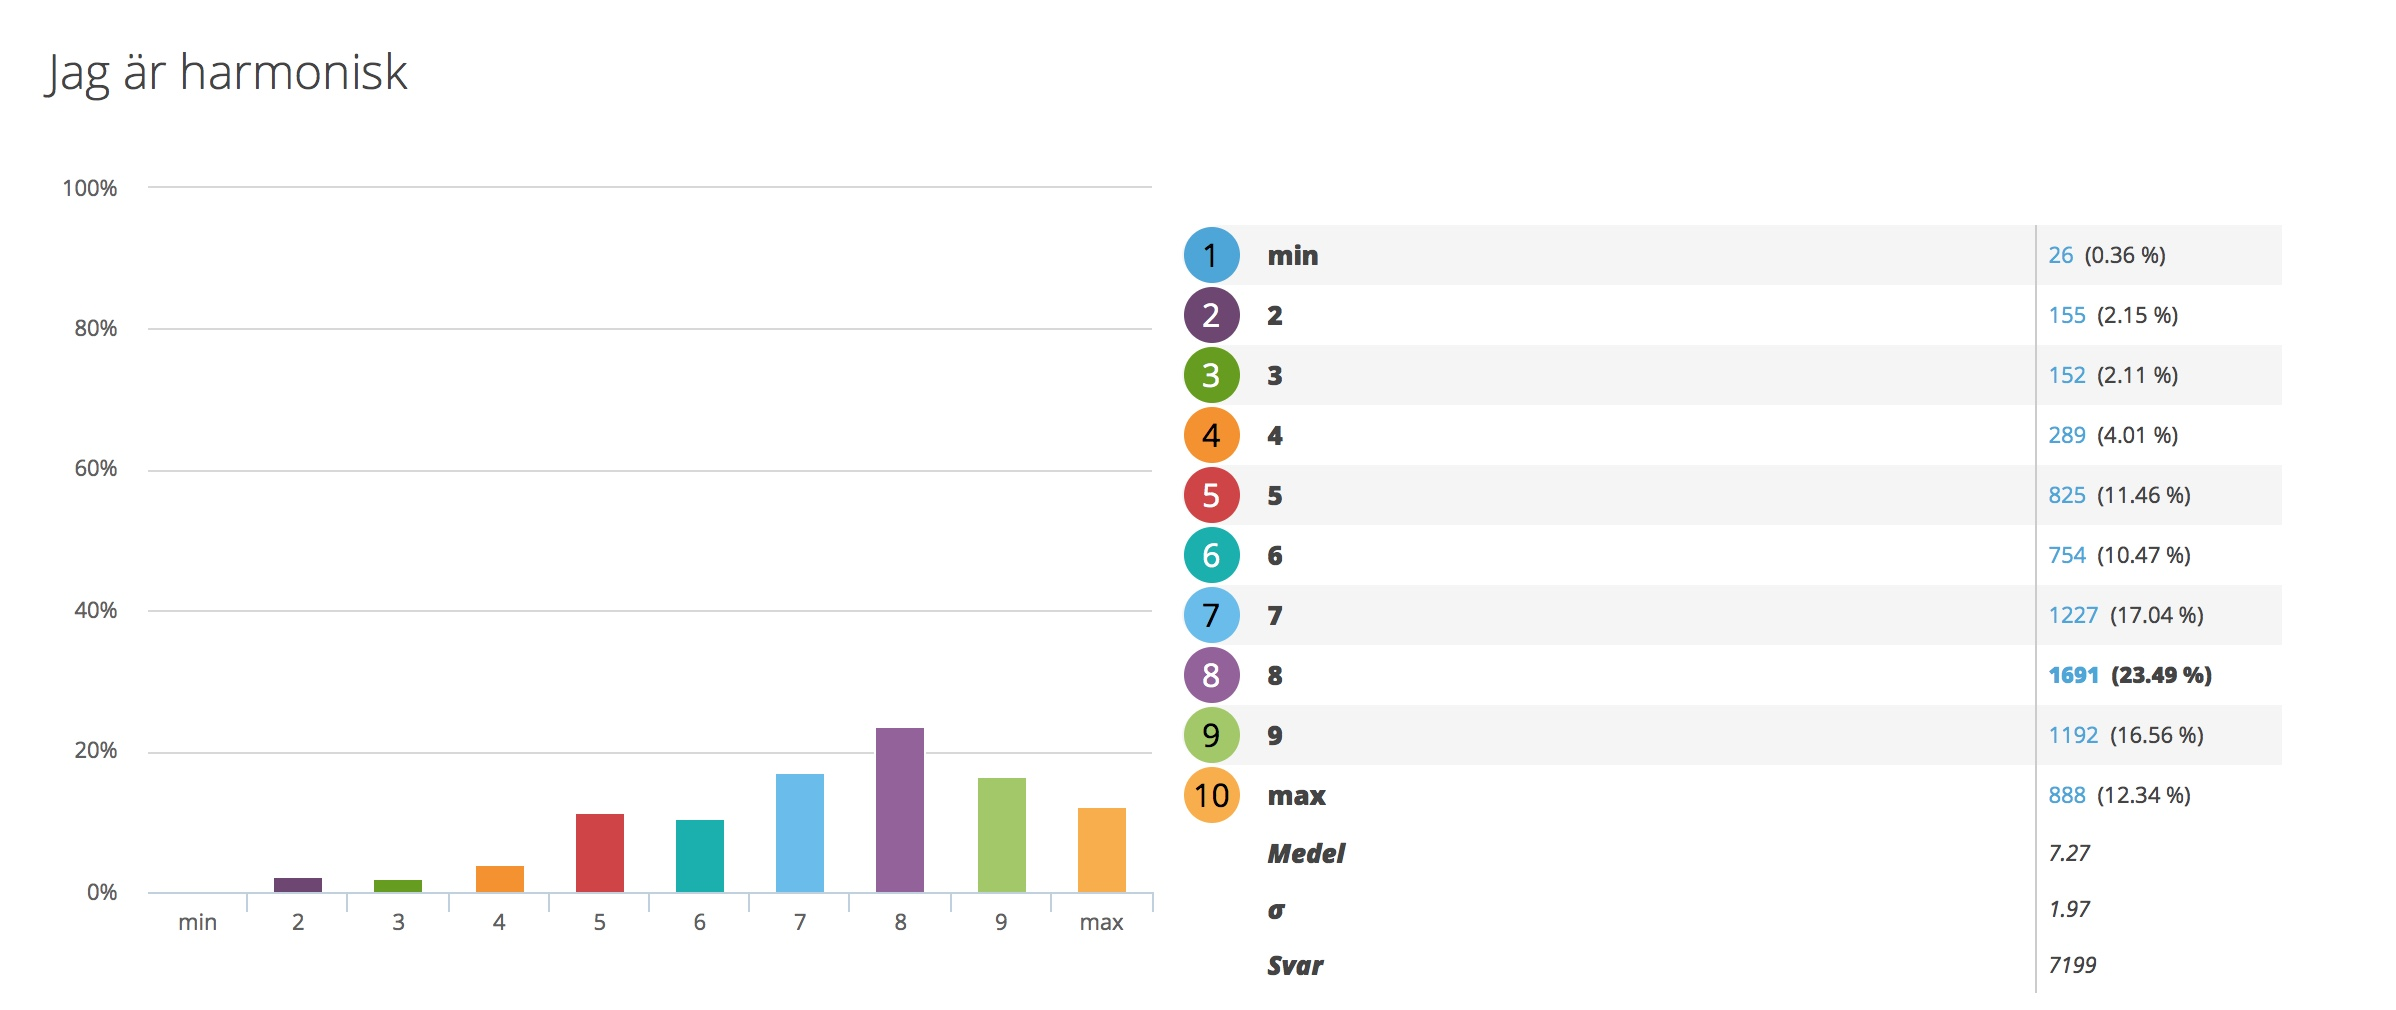 Jag är harmonisk
100%
80%
60%
40%
20%
0%
min 2 3 4 5 6 7 8 9 max
1 min 26 (0.36 %)
2 2 155 (2.15 %)
3 3 152 (2.11 %)
4 4 289 (4.01 %)
5 5 825 (11.46 %)
6 6 754 (10.47 %)
7 7 1227 (17.04 %)
8 8 1691 (23.49 %)
9 9 1192 (16.56 %)
10 max 888 (12.34 %)
Medel 7.27
σ 1.97
Svar 7199